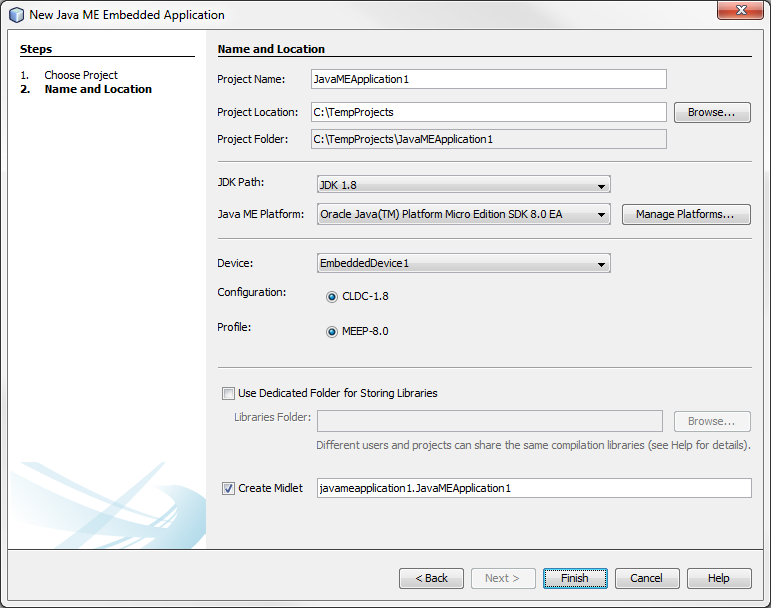 New Java ME Embedded Application
Steps
1. Choose Project
2. Name and Location
Name and Location
Project Name: JavaMEApplication1
Project Location: C:\TempProjects Browse...
Project Folder: C:\TempProjects\JavaMEApplication1
JDK Path: JDK 1.8
Java ME Platform: Oracle Java(TM) Platform Micro Edition SDK 8.0 EA Manage Platforms...
Device: EmbeddedDevice1
Configuration: CLDC-1.8
Profile: MEEP-8.0
Use Dedicated Folder for Storing Libraries
Libraries Folder: Browse...
Different users and projects can share the same compilation libraries (see Help for details).
Create Midlet javameapplication1.JavaMEApplication1
< Back Next > Finish Cancel Help